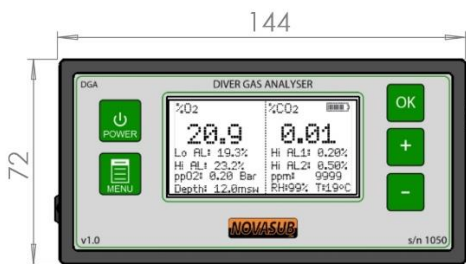 144
72
DGA
DIVER GAS ANALYSER
POWER
MENU
%O₂
20.9
Lo AL: 19.3%
Hi AL: 23.2%
ppO2: 0.20 Bar
Depth: 12.0msw
%CO₂
0.01
Hi AL1: 0.20%
Hi AL2: 0.50%
ppm: 9999
RH:99% T:19ºC
OK
+
-
NOVASUB
v1.0
s/n 1050